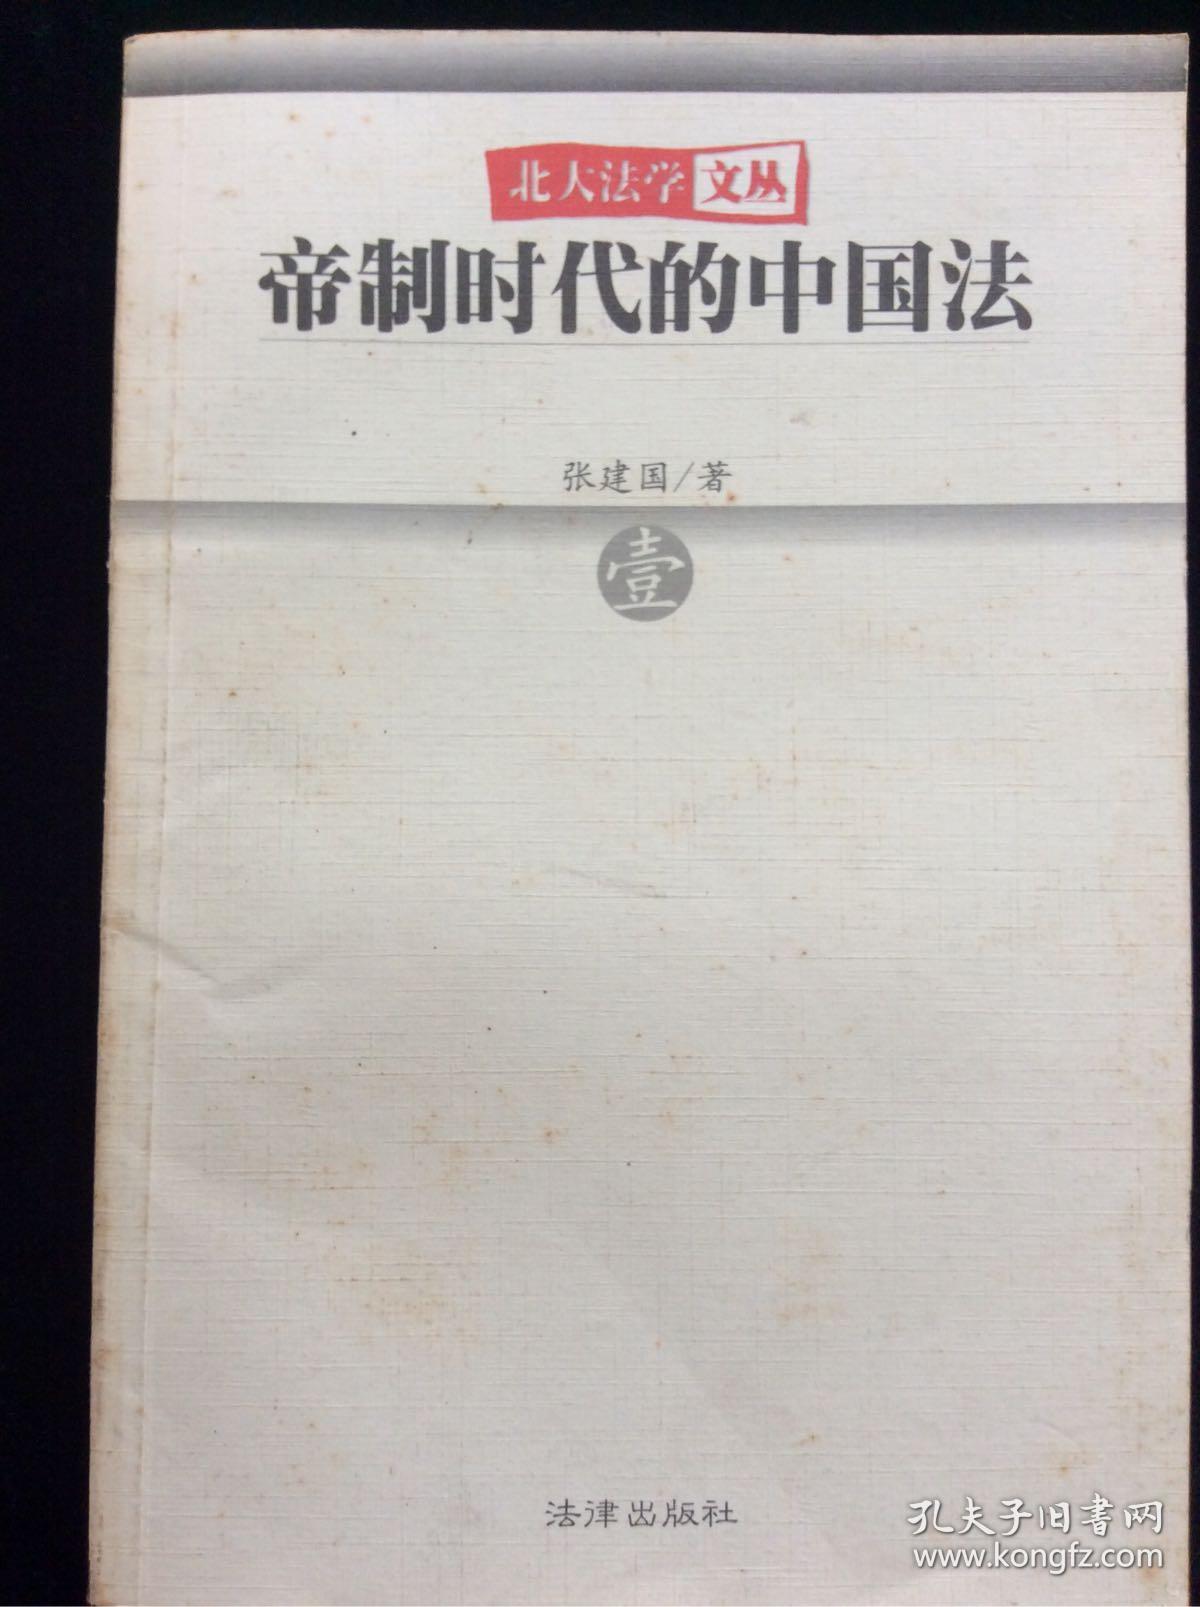 北大法学文丛
帝制时代的中国法
张建国/著
壹
法律出版社
孔夫子旧书网
www.kongfz.com